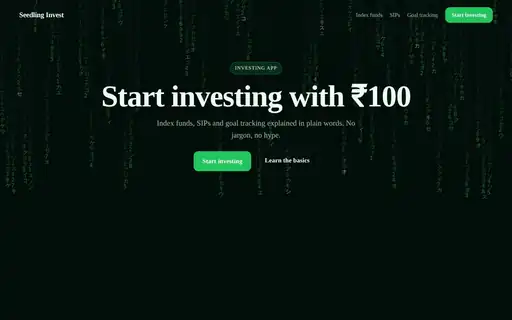 Seedling Invest
Index funds SIPs Goal tracking Start investing
INVESTING APP
Start investing with ₹100
Index funds, SIPs and goal tracking explained in plain words. No
jargon, no hype.
Start investing Learn the basics